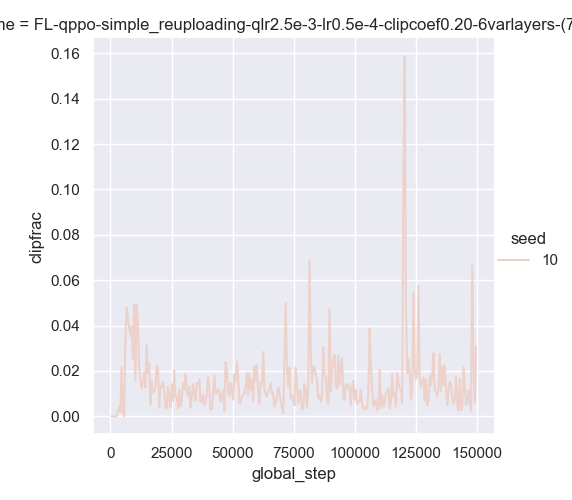 ne = FL-qppo-simple_reuploading-qlr2.5e-3-lr0.5e-4-clipcoef0.20-6varlayers-(7
0.16
0.14
0.12
0.10
0.08
0.06
0.04
0.02
0.00
clipfrac
seed
10
0 25000 50000 75000 100000 125000 150000
global_step